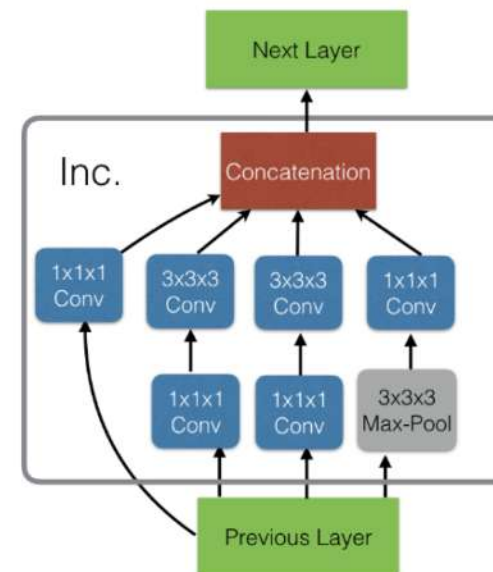 Next Layer
Inc.
Concatenation
1x1x1
Conv
3x3x3
Conv
3x3x3
Conv
1x1x1
Conv
1x1x1
Conv
1x1x1
Conv
3x3x3
Max-Pool
Previous Layer